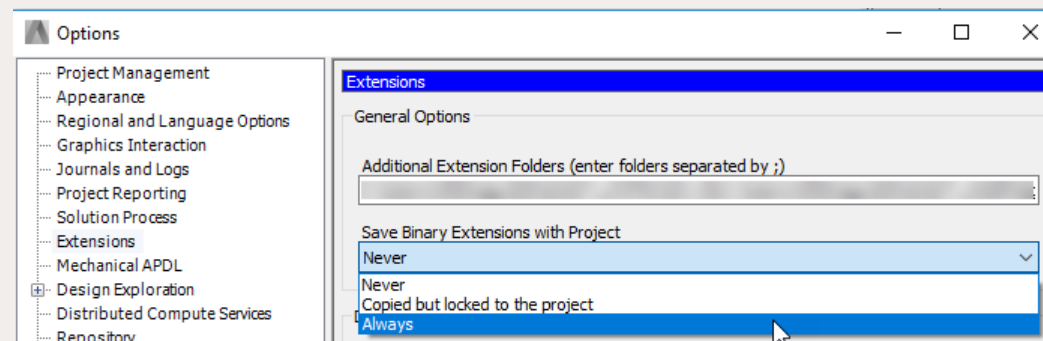 Options
Project Management
Appearance
Regional and Language Options
Graphics Interaction
Journals and Logs
Project Reporting
Solution Process
Extensions
Mechanical APDL
Design Exploration
Distributed Compute Services
Repository
Extensions
General Options
Additional Extension Folders (enter folders separated by ;)
Save Binary Extensions with Project
Never
Never
Copied but locked to the project
Always